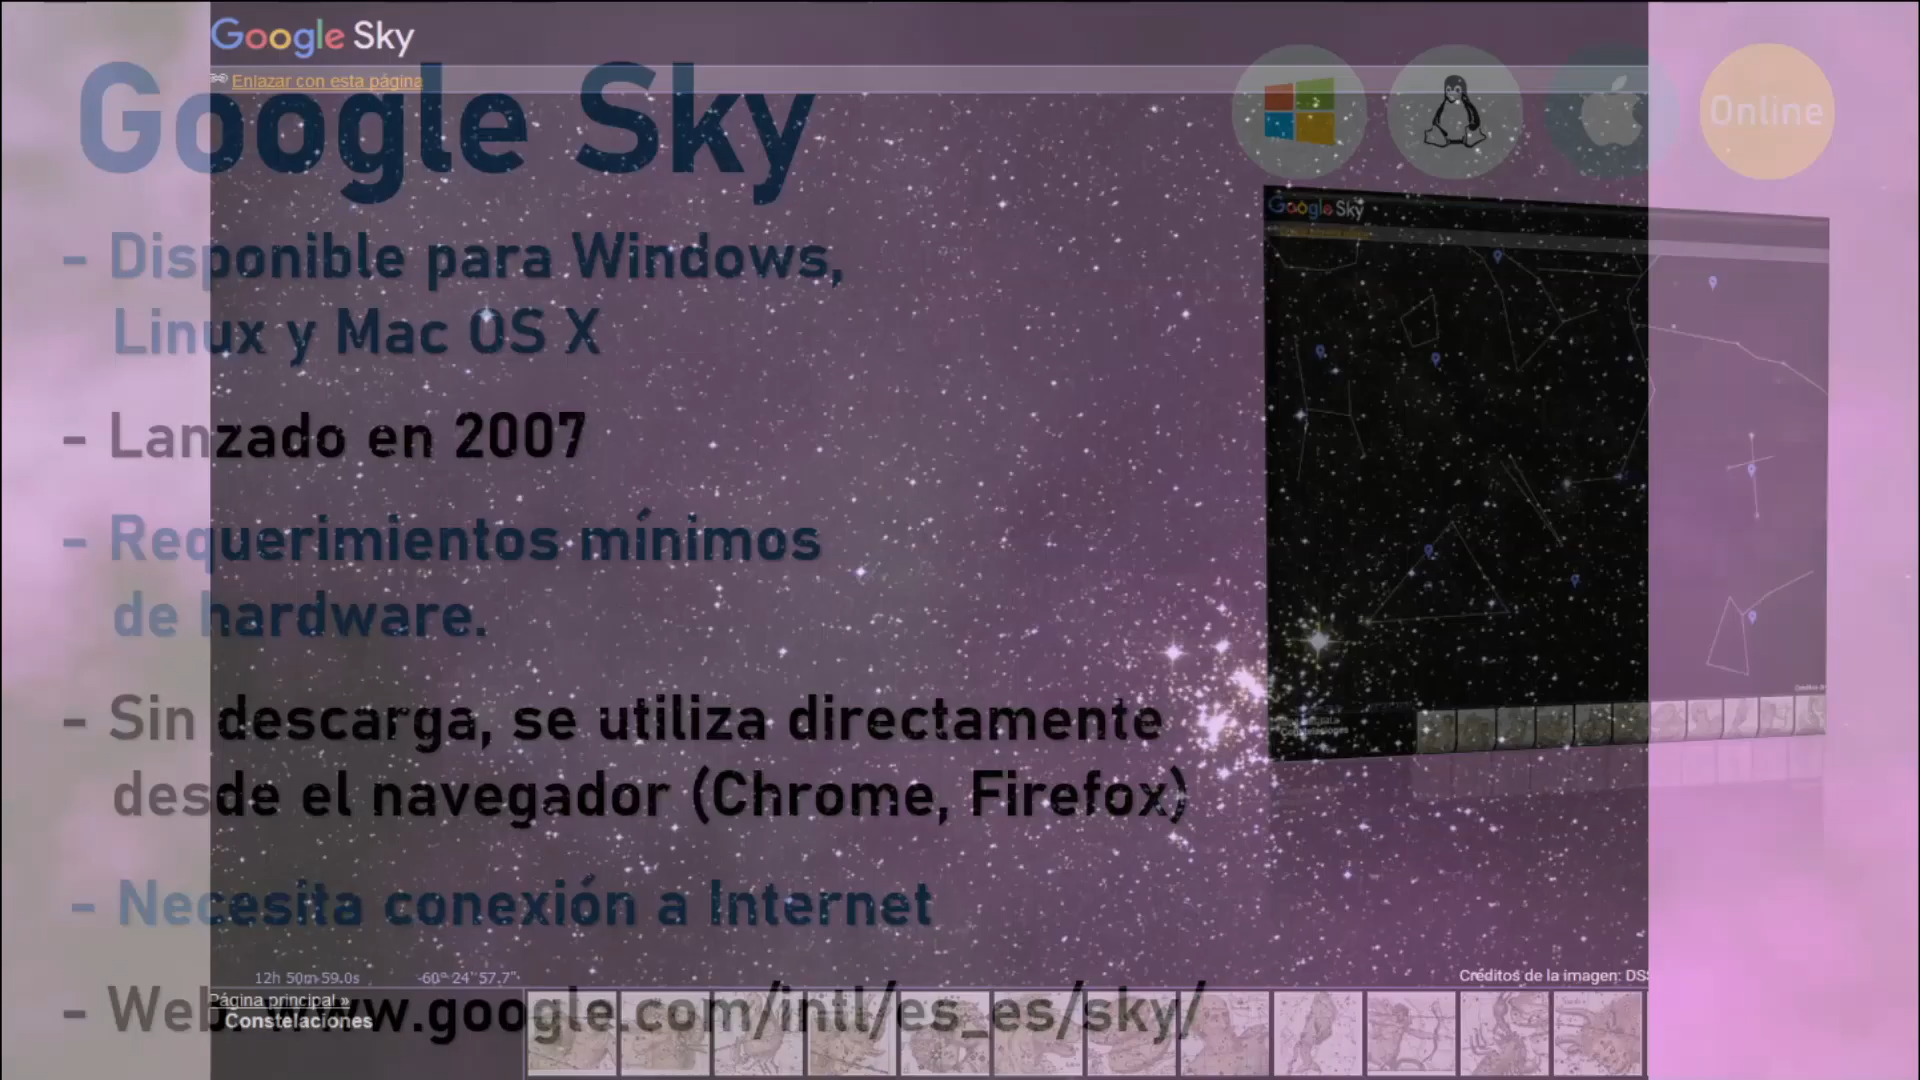 Google Sky
Enlazar con esta página
Google Sky
Online
Google Sky
- Disponible para Windows,
Linux y Mac OS X
- Lanzado en 2007
- Requerimientos mínimos
de hardware.
- Sin descarga, se utiliza directamente
desde el navegador (Chrome, Firefox)
- Necesita conexión a Internet
12h 50m 59.0s -60° 24' 57.7"
Créditos de la imagen: DSS
Página principal »
Constelaciones
- Web: www.google.com/intl/es_es/sky/